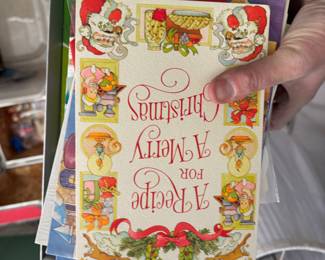 A Recipe
FOR
A Merry
Christmas